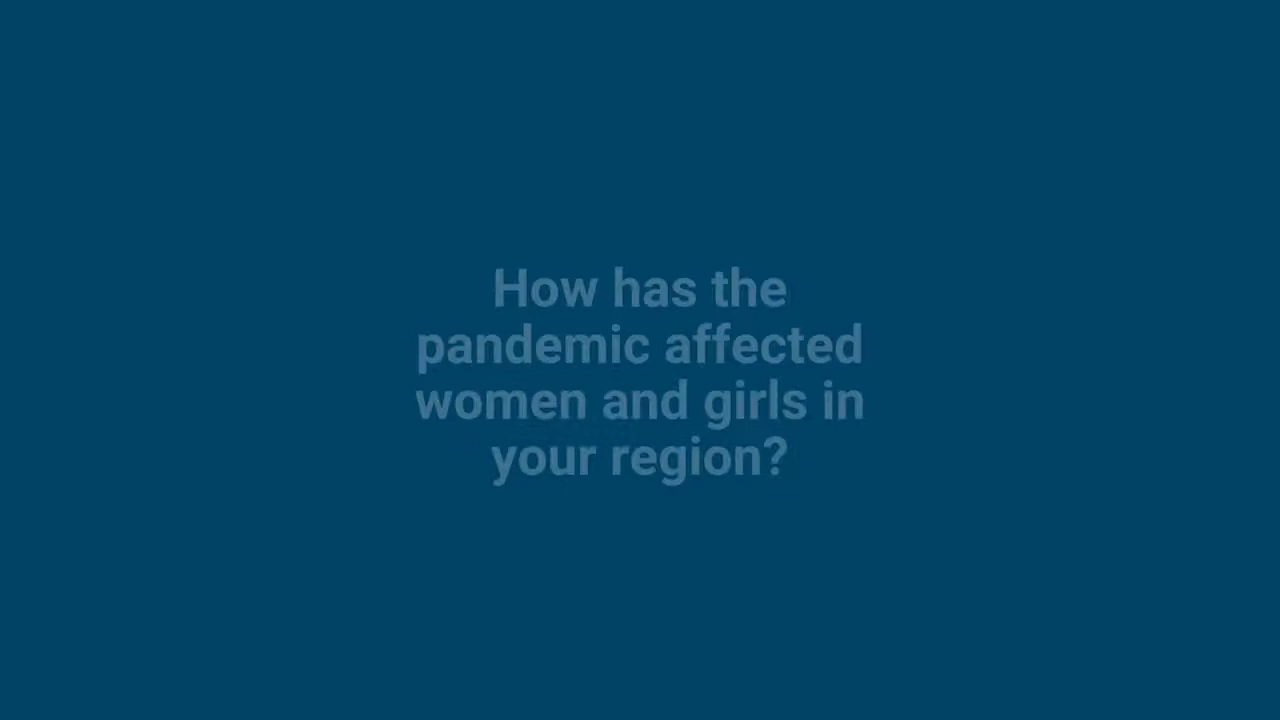 How has the
pandemic affected
women and girls in
your region?